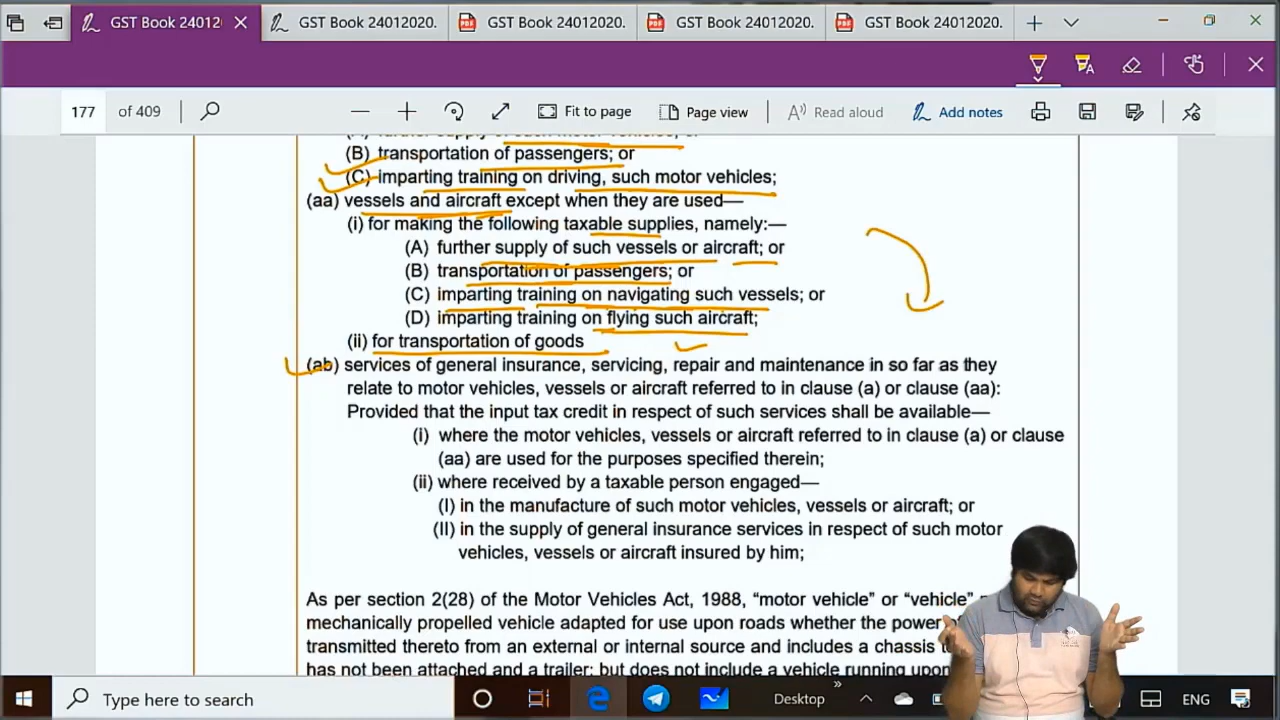 GST Book 24012
GST Book 24012020.
GST Book 24012020.
GST Book 24012020.
GST Book 24012020.
177 of 409
Fit to page
Page view
Read aloud
Add notes
further supply of such motor vehicles; or
(B) transportation of passengers; or
(C) imparting training on driving, such motor vehicles;
(aa) vessels and aircraft except when they are used—
(i) for making the following taxable supplies, namely:—
(A) further supply of such vessels or aircraft; or
(B) transportation of passengers; or
(C) imparting training on navigating such vessels; or
(D) imparting training on flying such aircraft;
(ii) for transportation of goods
(ab) services of general insurance, servicing, repair and maintenance in so far as they
relate to motor vehicles, vessels or aircraft referred to in clause (a) or clause (aa):
Provided that the input tax credit in respect of such services shall be available—
(i) where the motor vehicles, vessels or aircraft referred to in clause (a) or clause
(aa) are used for the purposes specified therein;
(ii) where received by a taxable person engaged—
(I) in the manufacture of such motor vehicles, vessels or aircraft; or
(II) in the supply of general insurance services in respect of such motor
vehicles, vessels or aircraft insured by him;
As per section 2(28) of the Motor Vehicles Act, 1988, “motor vehicle” or “vehicle”
mechanically propelled vehicle adapted for use upon roads whether the power of
transmitted thereto from an external or internal source and includes a chassis
has not been attached and a trailer; but does not include a vehicle running upon
Type here to search
Desktop
ENG